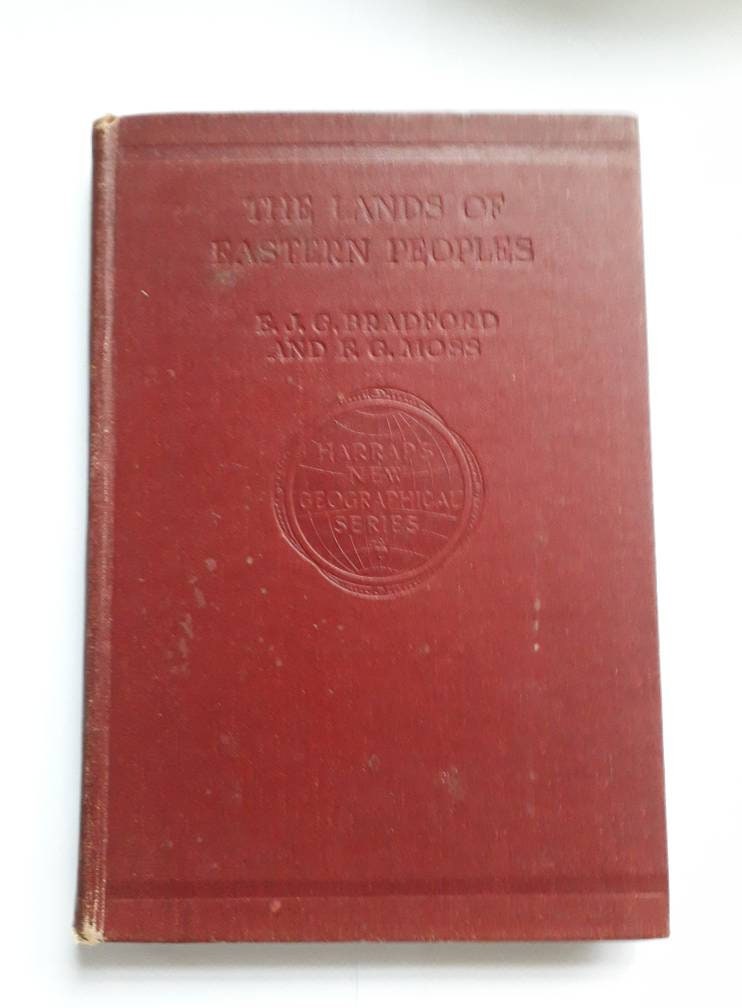 THE LANDS OF
EASTERN PEOPLES
E. J. G. BRADFORD
AND F. G. MOSS
HARRAP'S
NEW
GEOGRAPHICAL
SERIES